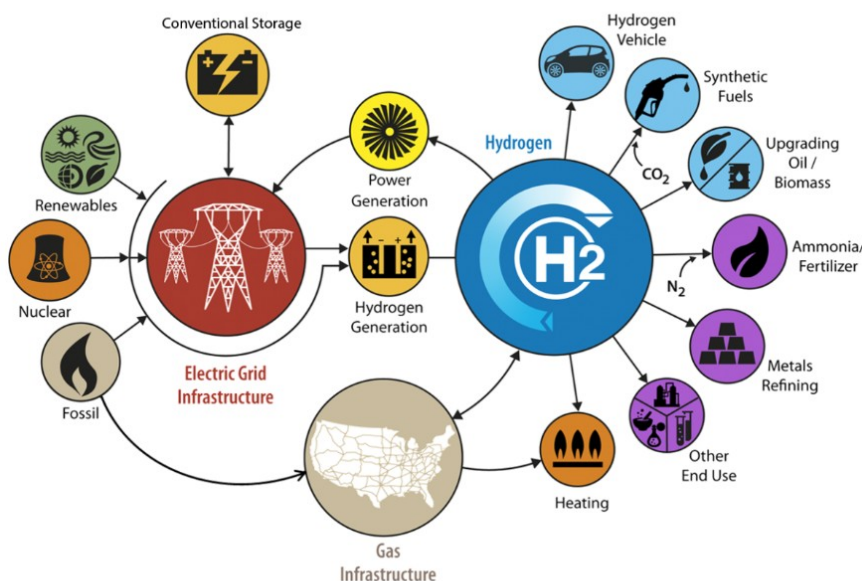 Conventional Storage
Hydrogen
Vehicle
Synthetic
Fuels
Hydrogen
CO2
Upgrading
Oil /
Biomass
Renewables
Power
Generation
H2
Ammonia/
Fertilizer
N2
Nuclear
- +
Hydrogen
Generation
Electric Grid
Infrastructure
Fossil
Metals
Refining
Other
End Use
Heating
Gas
Infrastructure